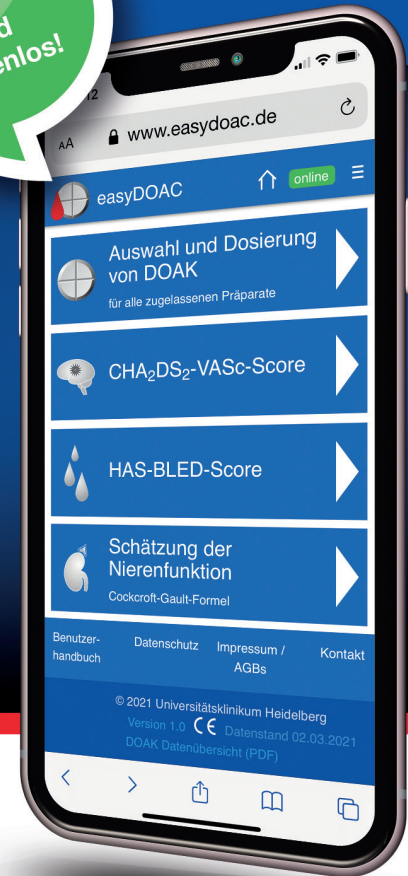 enlos!
12
AA www.easydoac.de
easyDOAC online
Auswahl und Dosierung
von DOAK
für alle zugelassenen Präparate
CHA₂DS₂-VASc-Score
HAS-BLED-Score
Schätzung der
Nierenfunktion
Cockcroft-Gault-Formel
Benutzer-
handbuch
Datenschutz
Impressum /
AGBs
Kontakt
© 2021 Universitätsklinikum Heidelberg
Version 1.0 CE Datenstand 02.03.2021
DOAK Datenübersicht (PDF)